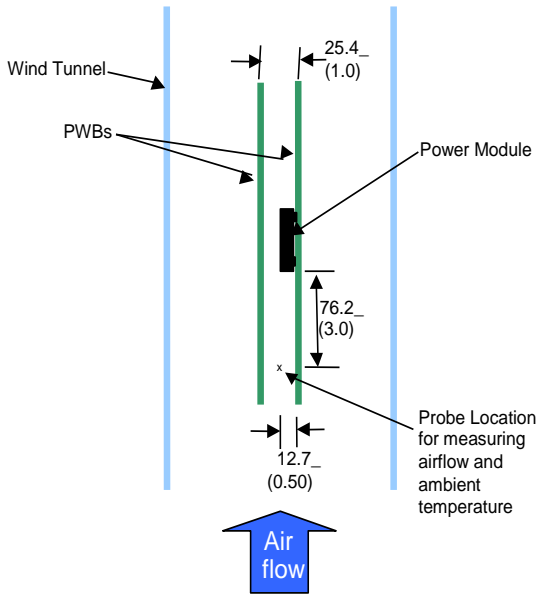 25.4_
(1.0)
Wind Tunnel
PWBs
Power Module
76.2_
(3.0)
x
Probe Location
for measuring
airflow and
ambient
temperature
12.7_
(0.50)
Air
flow